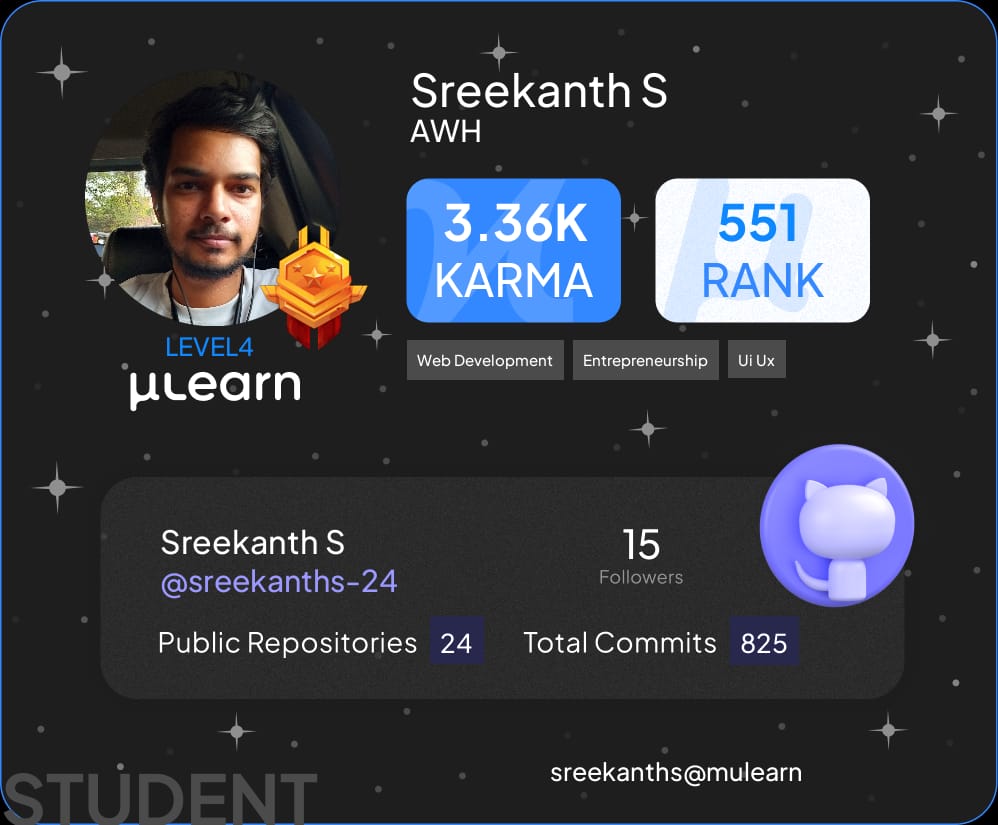 Sreekanth S
AWH
3.36K
KARMA
551
RANK
LEVEL4
µLearn
Web Development
Entrepreneurship
Ui Ux
Sreekanth S
@sreekanths-24
15
Followers
Public Repositories 24
Total Commits 825
sreekanths@mulearn
STUDENT